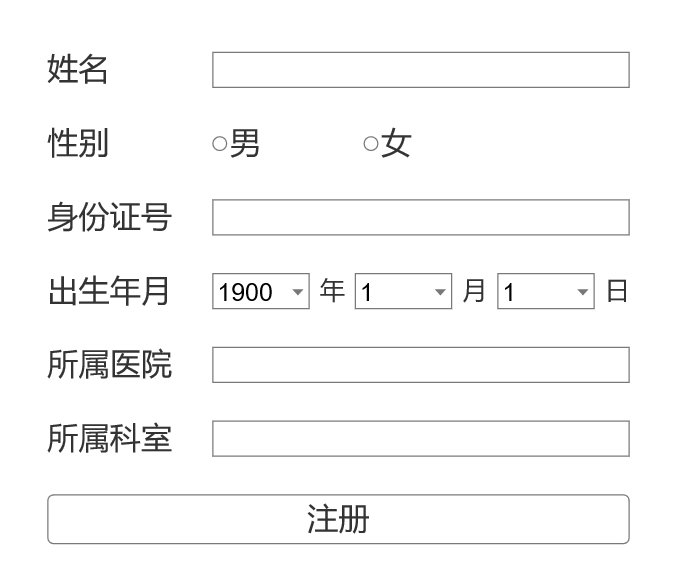 姓名
性别 男 女
身份证号
出生年月 1900 年 1 月 1 日
所属医院
所属科室
注册